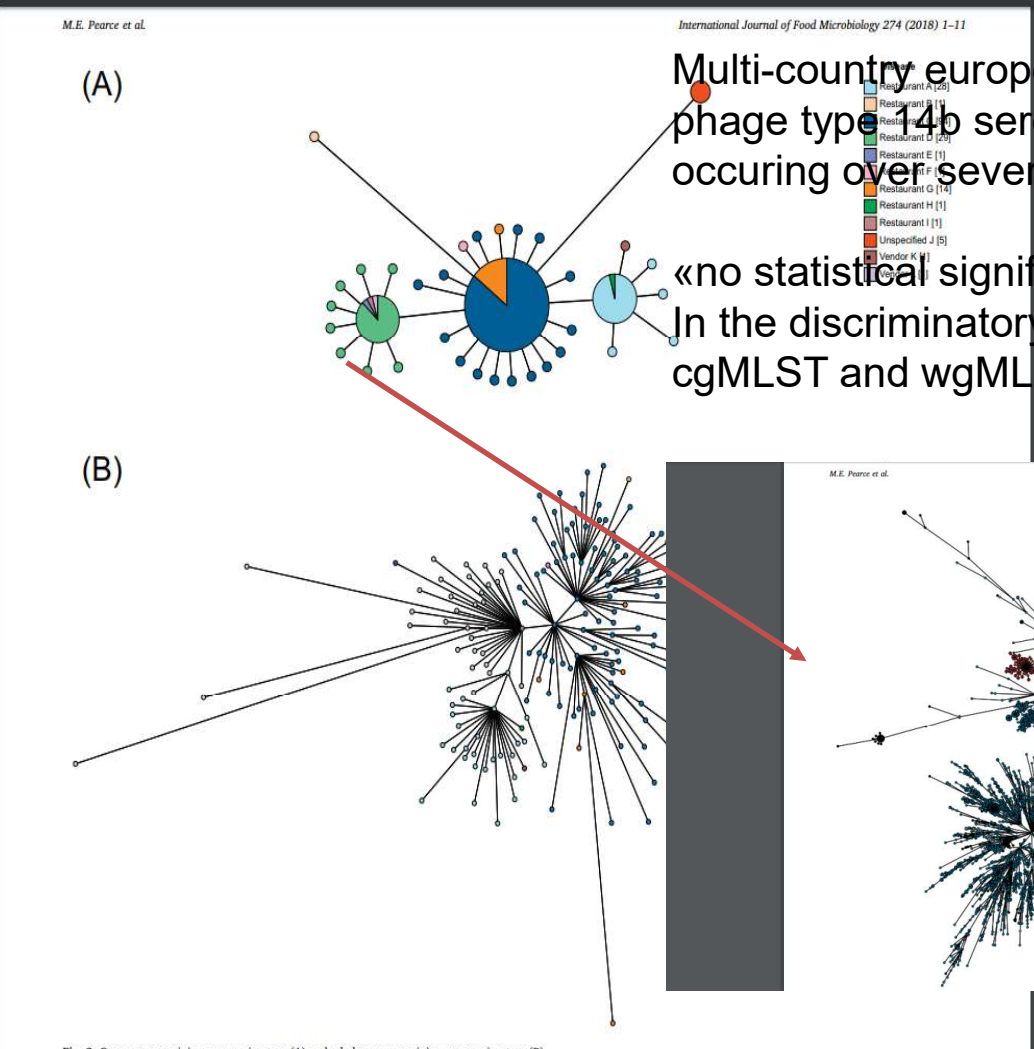 M.E. Pearce et al.
International Journal of Food Microbiology 274 (2018) 1–11
(A)
Multi-country europ
phage type 14b ser
occuring over sever
«no statistical signif
In the discriminatory
cgMLST and wgML
Restaurant A [28]
Restaurant B [1]
Restaurant D [29]
Restaurant E [1]
Restaurant G [14]
Restaurant H [1]
Restaurant I [1]
Unspecified J [5]
Vendor K
(B)
M.E. Pearce et al.